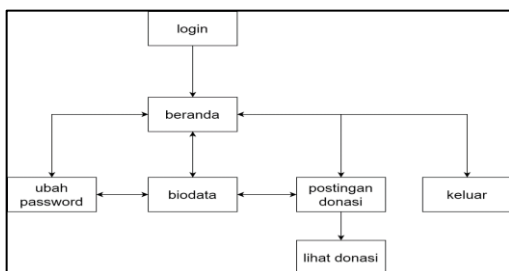 login
beranda
ubah
password
biodata
postingan
donasi
keluar
lihat donasi